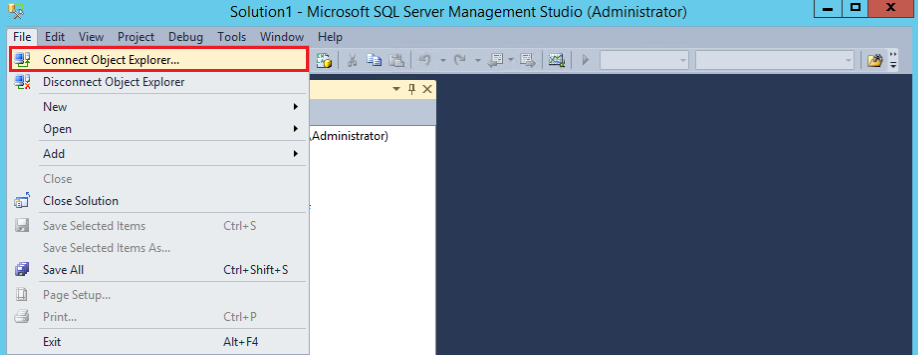 Solution1 - Microsoft SQL Server Management Studio (Administrator)
File Edit View Project Debug Tools Window Help
Connect Object Explorer...
Disconnect Object Explorer
New
Open
\Administrator)
Add
Close
Close Solution
Save Selected Items Ctrl+S
Save Selected Items As...
Save All Ctrl+Shift+S
Page Setup...
Print... Ctrl+P
Exit Alt+F4